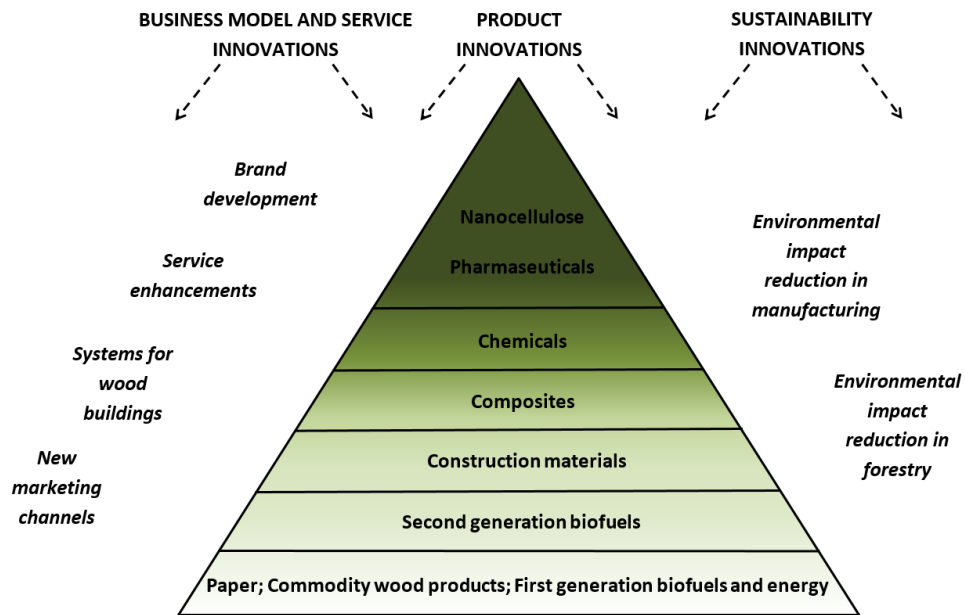 BUSINESS MODEL AND SERVICE
INNOVATIONS
PRODUCT
INNOVATIONS
SUSTAINABILITY
INNOVATIONS
Brand
development
Service
enhancements
Systems for
wood
buildings
New
marketing
channels
Nanocellulose
Pharmaseuticals
Chemicals
Composites
Construction materials
Second generation biofuels
Paper; Commodity wood products; First generation biofuels and energy
Environmental
impact
reduction in
manufacturing
Environmental
impact
reduction in
forestry